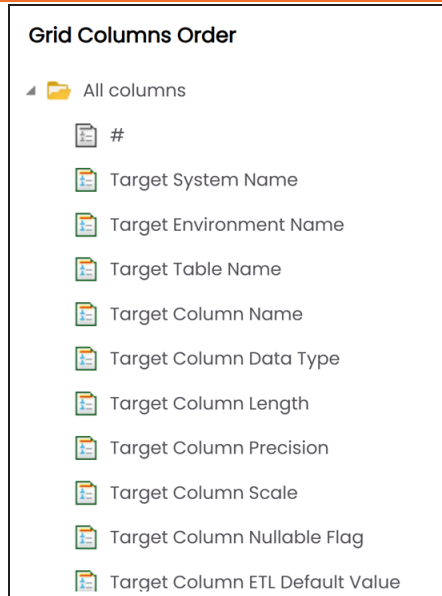 Grid Columns Order
All columns
#
Target System Name
Target Environment Name
Target Table Name
Target Column Name
Target Column Data Type
Target Column Length
Target Column Precision
Target Column Scale
Target Column Nullable Flag
Target Column ETL Default Value